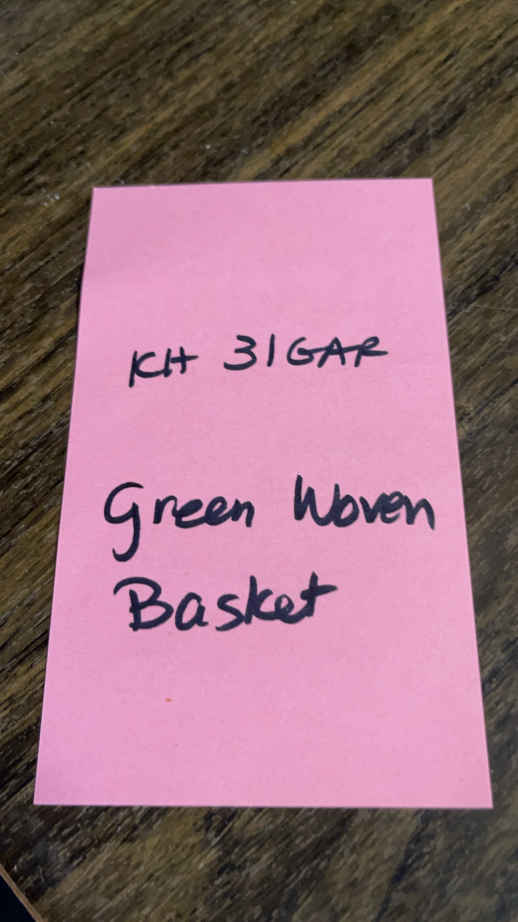 KH 31GAR
Green Woven
Basket